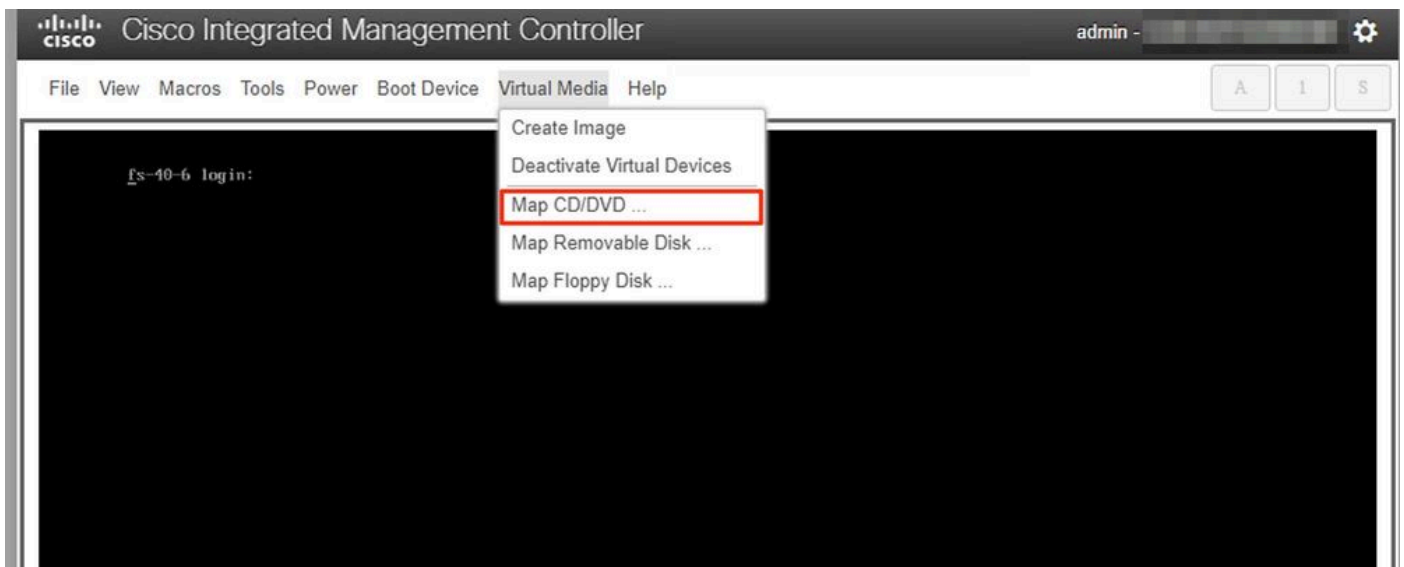 cisco Cisco Integrated Management Controller admin -
File View Macros Tools Power Boot Device Virtual Media Help A 1 S
Create Image
fs-40-6 login:
Deactivate Virtual Devices
Map CD/DVD ...
Map Removable Disk ...
Map Floppy Disk ...